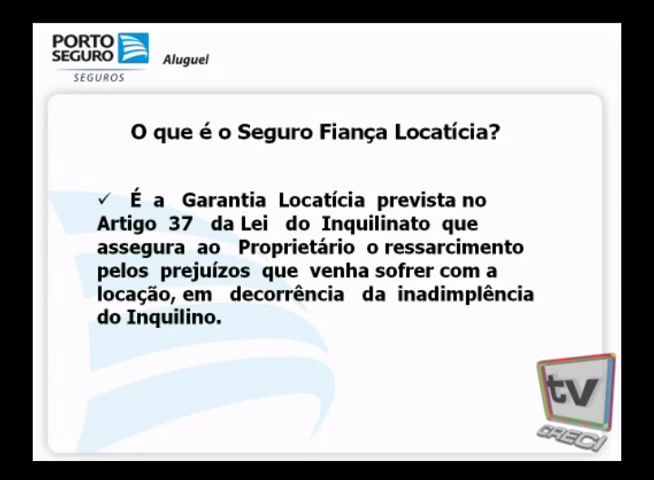 PORTO
SEGURO
SEGUROS
Aluguel
O que é o Seguro Fiança Locatícia?
✓ É a Garantia Locatícia prevista no
Artigo 37 da Lei do Inquilinato que
assegura ao Proprietário o ressarcimento
pelos prejuízos que venha sofrer com a
locação, em decorrência da inadimplência
do Inquilino.
tv
CRECI